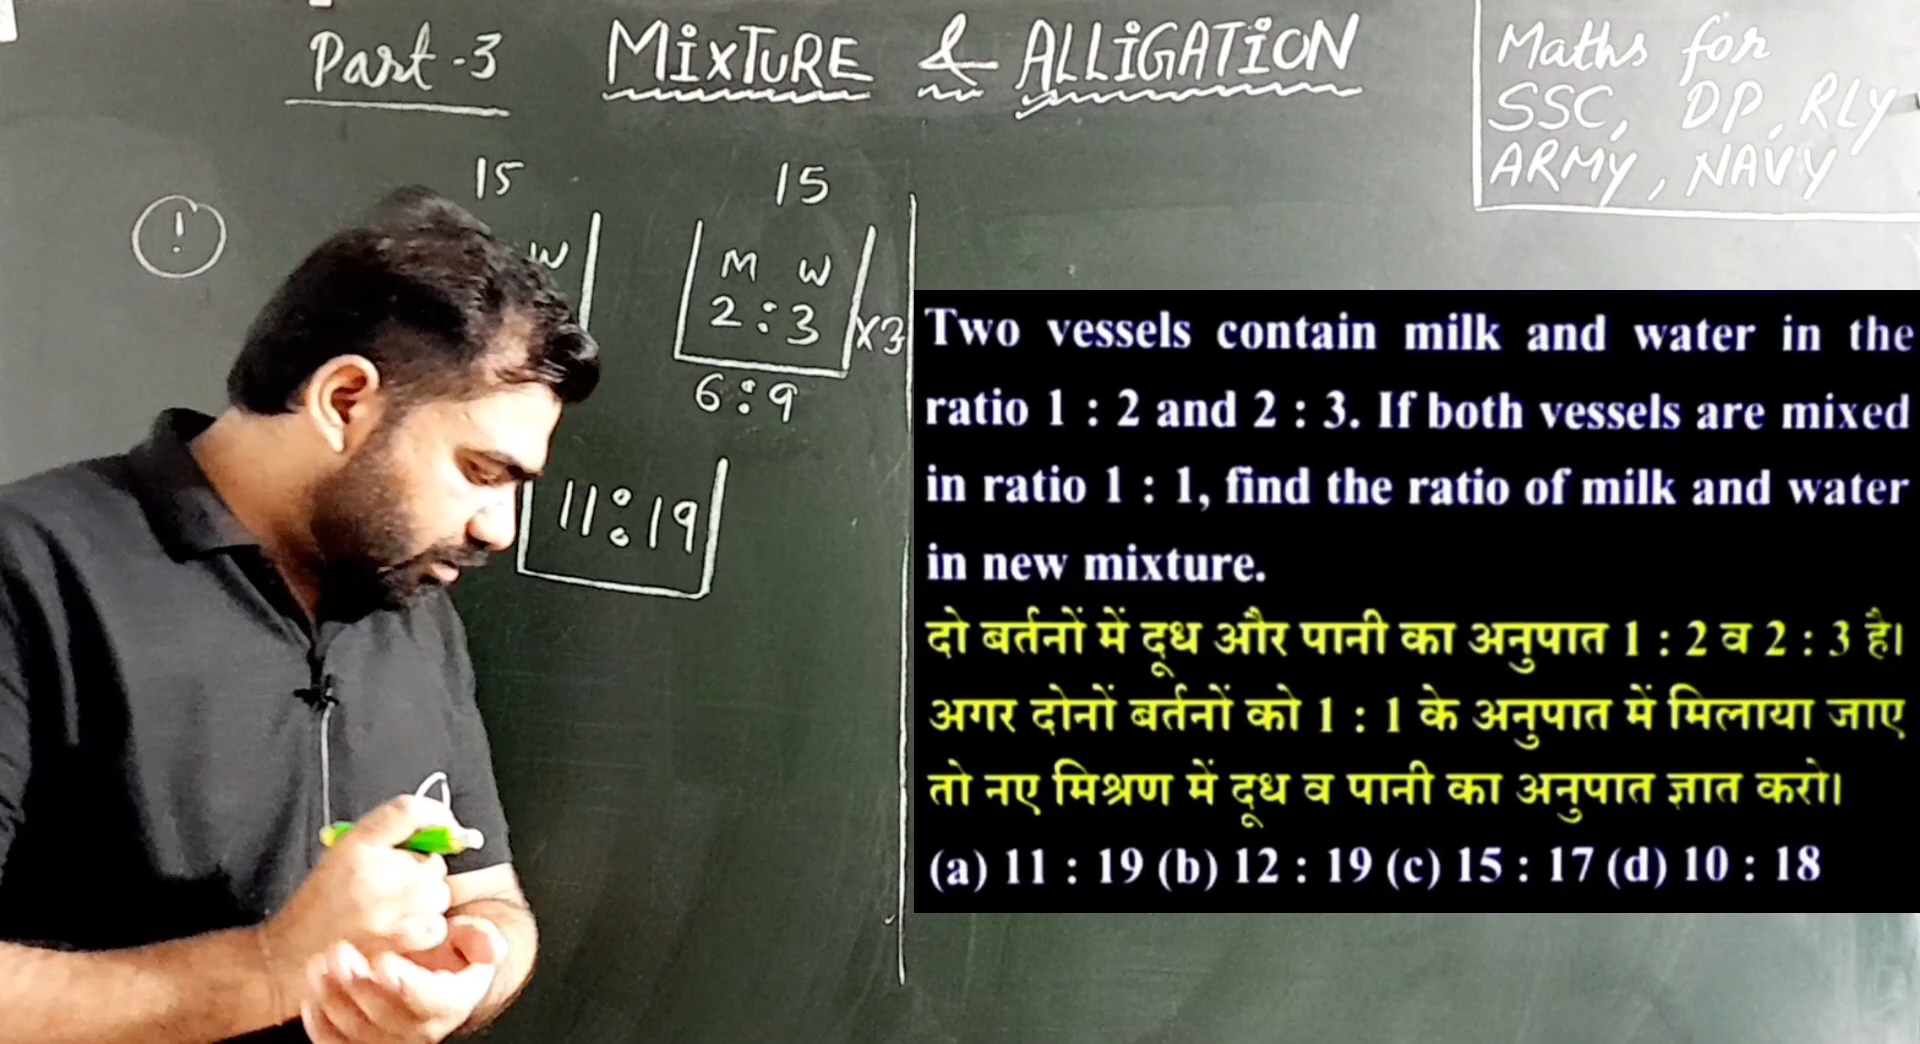 Part-3 MIXTURE & ALLIGATION
Maths for
SSC, DP, RLY
ARMY, NAVY
!
15 15
W
M W
2:3 x3
6:9
11:19
Two vessels contain milk and water in the
ratio 1 : 2 and 2 : 3. If both vessels are mixed
in ratio 1 : 1, find the ratio of milk and water
in new mixture.
दो बर्तनों में दूध और पानी का अनुपात 1 : 2 व 2 : 3 है।
अगर दोनों बर्तनों को 1 : 1 के अनुपात में मिलाया जाए
तो नए मिश्रण में दूध व पानी का अनुपात ज्ञात करो।
(a) 11 : 19 (b) 12 : 19 (c) 15 : 17 (d) 10 : 18